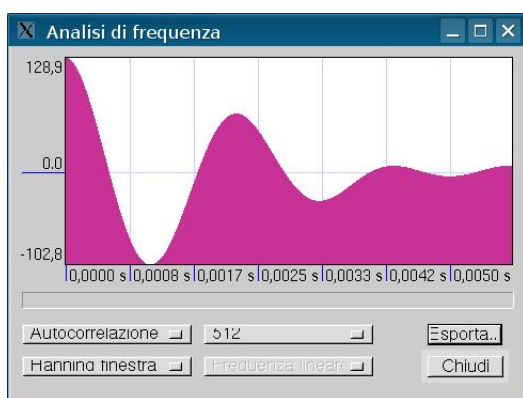 Analisi di frequenza
128,9
0.0
-102,8
0,0000 s 0,0008 s 0,0017 s 0,0025 s 0,0033 s 0,0042 s 0,0050 s
Autocorrelazione 512 Esporta..
Hanning finestra Frequenza lineare Chiudi